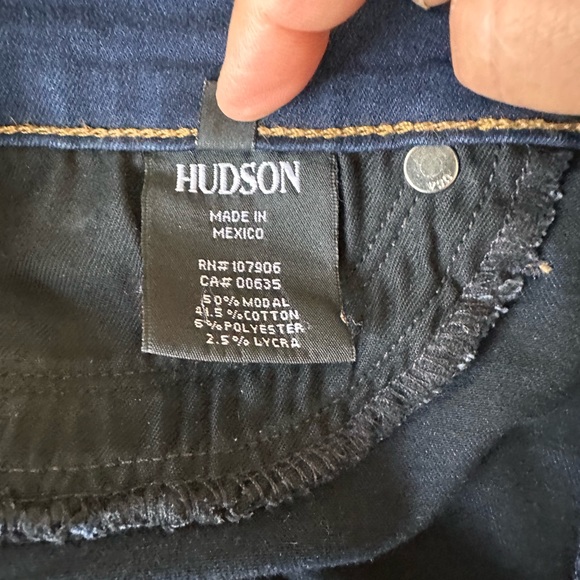 HUDSON
MADE IN
MEXICO
RN# 107906
CA# 00635
50% MODAL
41.5% COTTON
6% POLYESTER
2.5% LYCRA